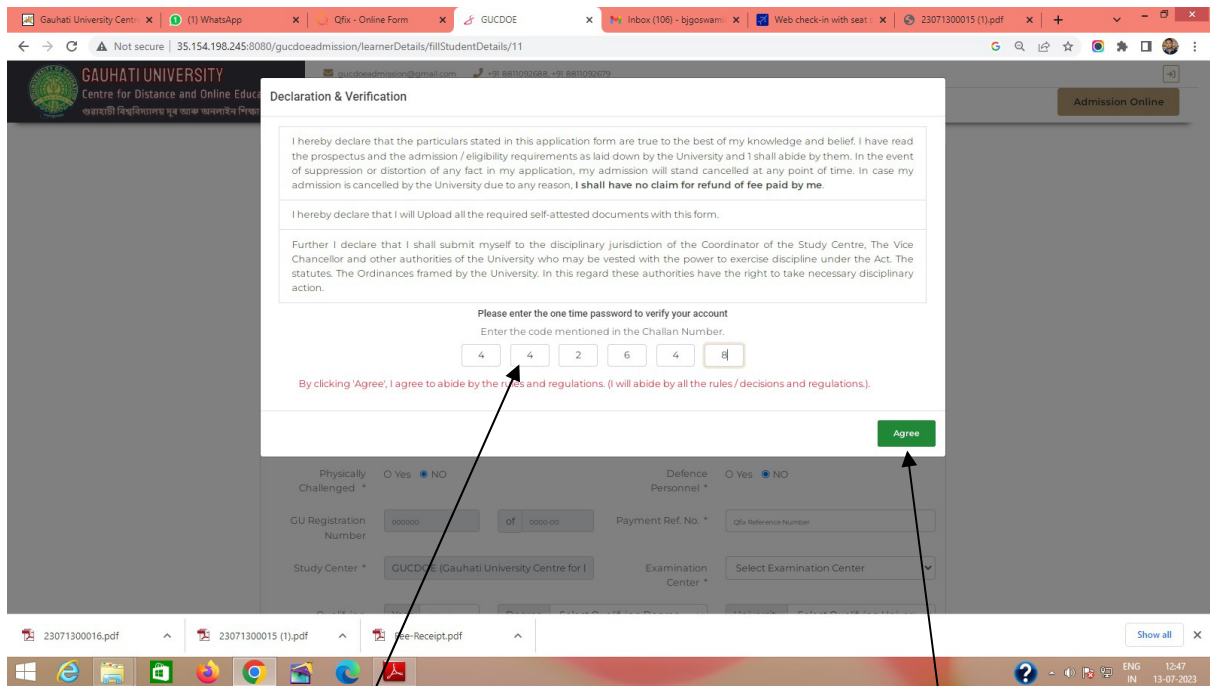 Gauhati University Centr
(1) WhatsApp
Qfix - Online Form
GUCDOE
Inbox (106) - bjgoswami
Web check-in with seat s
23071300015 (1).pdf
Not secure | 35.154.198.245:8080/gucdoeadmission/learnerDetails/fillStudentDetails/11
GAUHATI UNIVERSITY
Centre for Distance and Online Educa
গুৱাহাটী বিশ্ববিদ্যালয় দূৰ আৰু অনলাইন শিক্ষা
gucdoeadmission@gmail.com
+91 8811092688, +91 8811092679
Admission Online
Declaration & Verification
I hereby declare that the particulars stated in this application form are true to the best of my knowledge and belief. I have read
the prospectus and the admission / eligibility requirements as laid down by the University and 1 shall abide by them. In the event
of suppression or distortion of any fact in my application, my admission will stand cancelled at any point of time. In case my
admission is cancelled by the University due to any reason, I shall have no claim for refund of fee paid by me.
I hereby declare that I will Upload all the required self-attested documents with this form.
Further I declare that I shall submit myself to the disciplinary jurisdiction of the Coordinator of the Study Centre, The Vice
Chancellor and other authorities of the University who may be vested with the power to exercise discipline under the Act. The
statutes. The Ordinances framed by the University. In this regard these authorities have the right to take necessary disciplinary
action.
Please enter the one time password to verify your account
Enter the code mentioned in the Challan Number.
4 4 2 6 4 8
By clicking 'Agree', I agree to abide by the rules and regulations. (I will abide by all the rules / decisions and regulations.).
Agree
Physically Challenged *
Yes NO
Defence Personnel *
Yes NO
GU Registration Number
000000 of 0000-00
Payment Ref. No. *
Qfix Reference Number
Study Center *
GUCDOE (Gauhati University Centre for I
Examination Center *
Select Examination Center
23071300016.pdf
23071300015 (1).pdf
Fee-Receipt.pdf
Show all
ENG 12:47
IN 13-07-2023